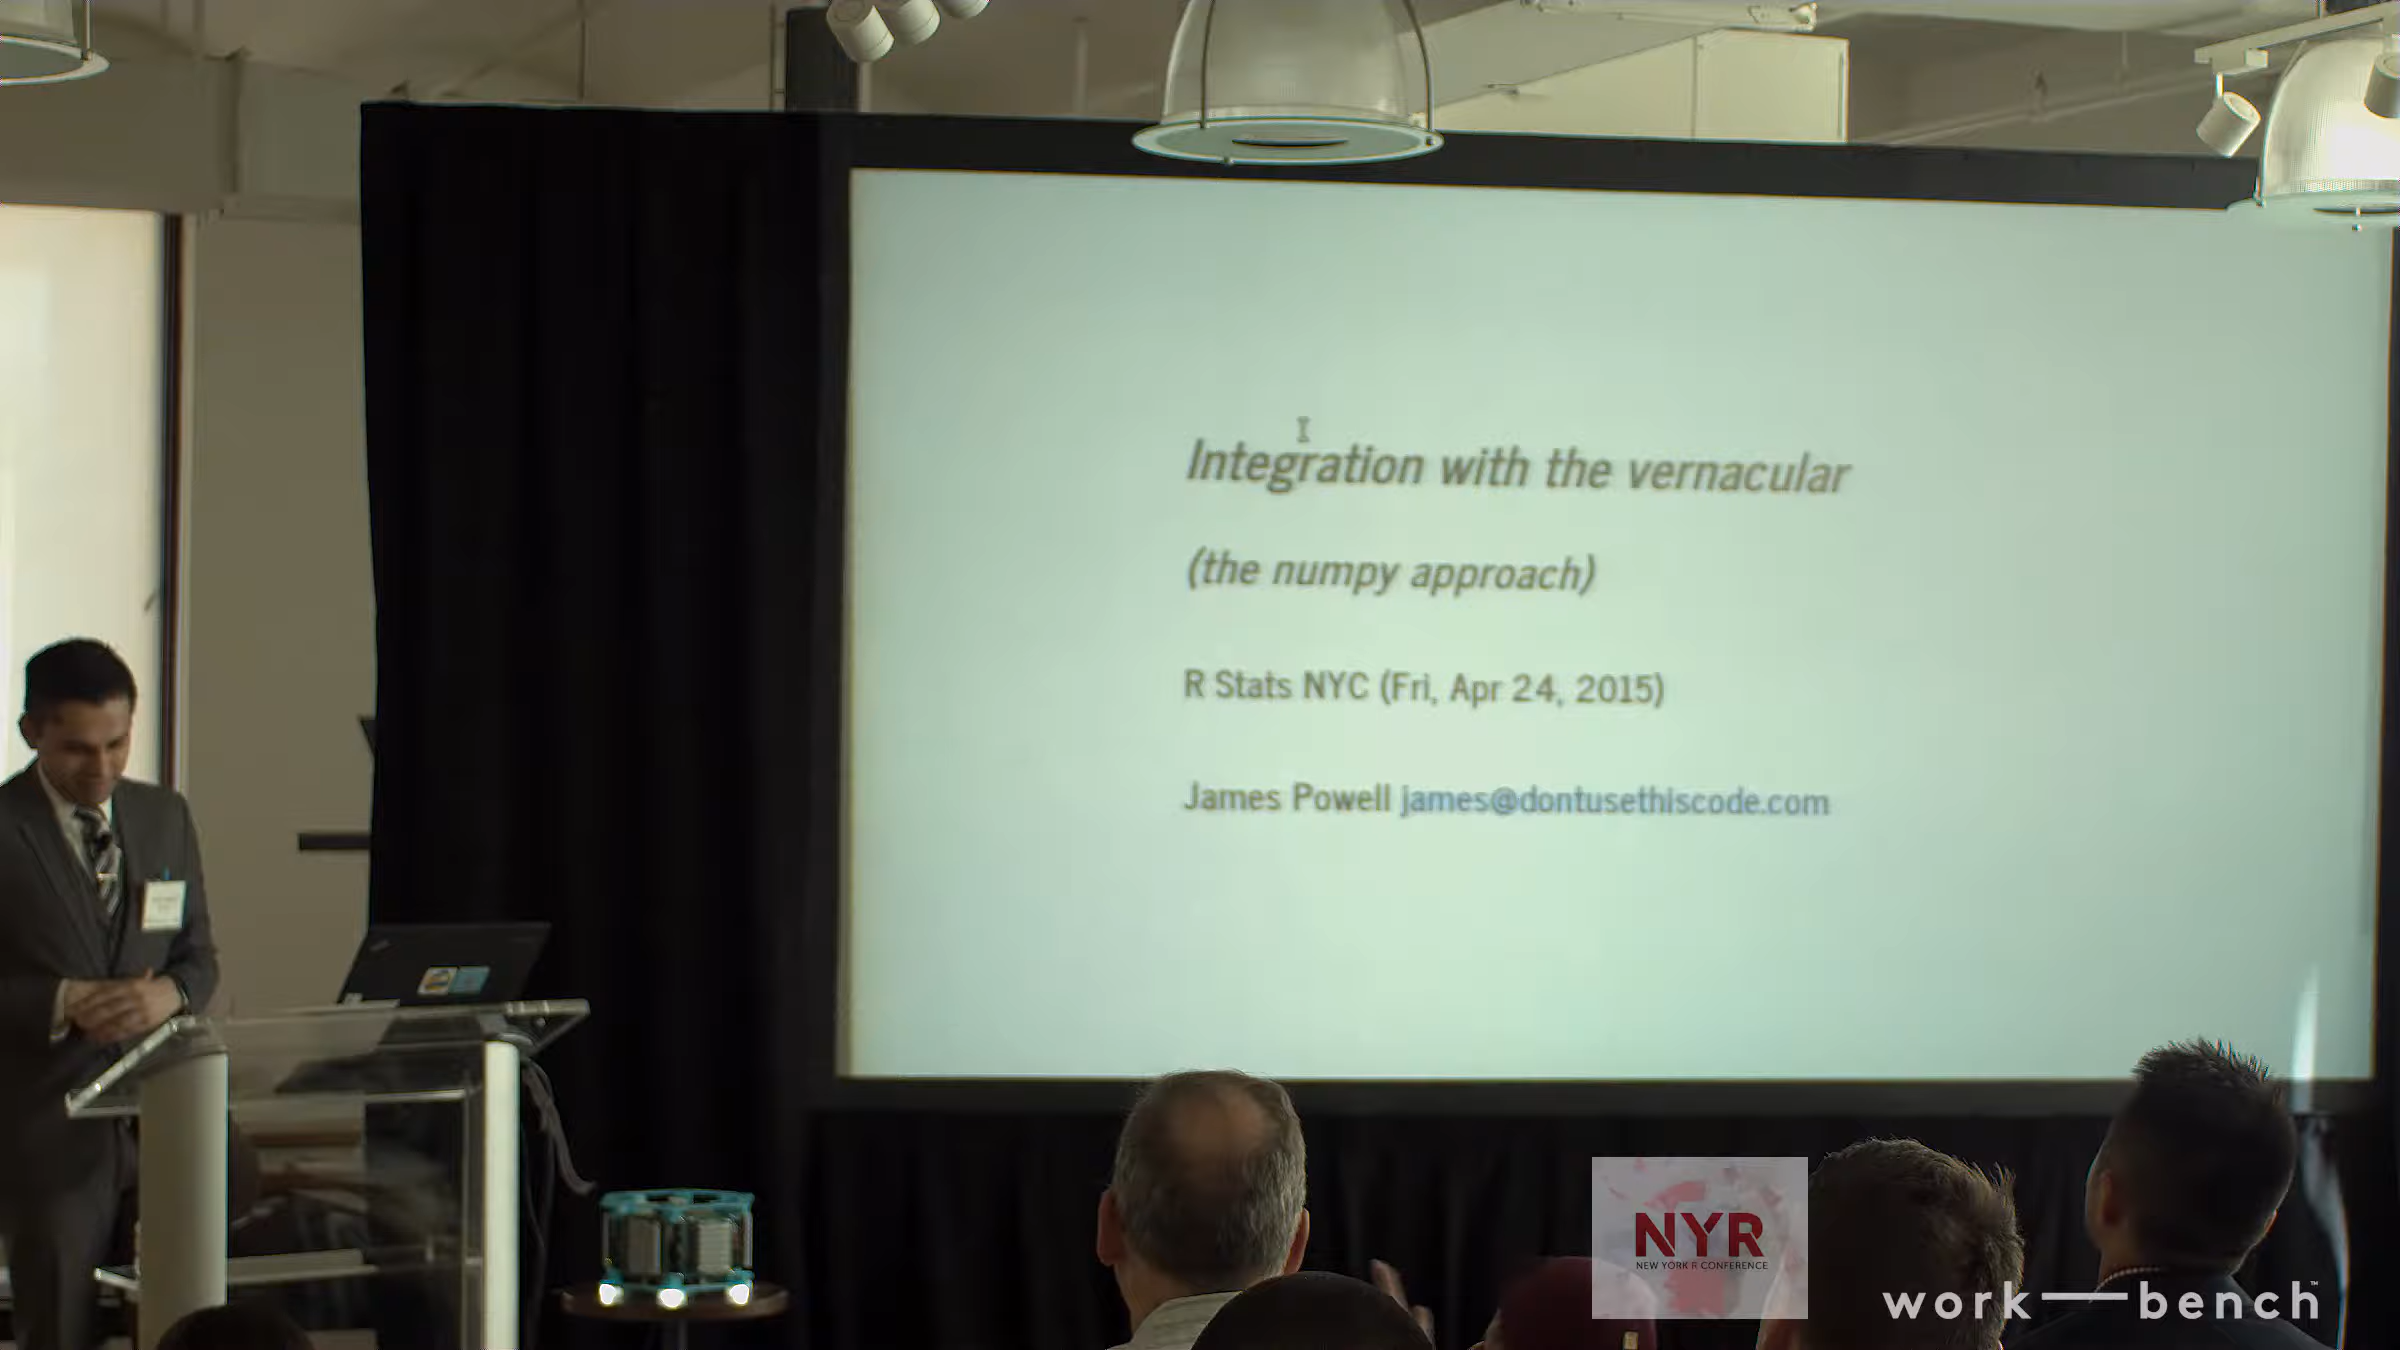 Integration with the vernacular
(the numpy approach)
R Stats NYC (Fri, Apr 24, 2015)
James Powell james@dontusethiscode.com
NYR
NEW YORK R CONFERENCE
work—bench™